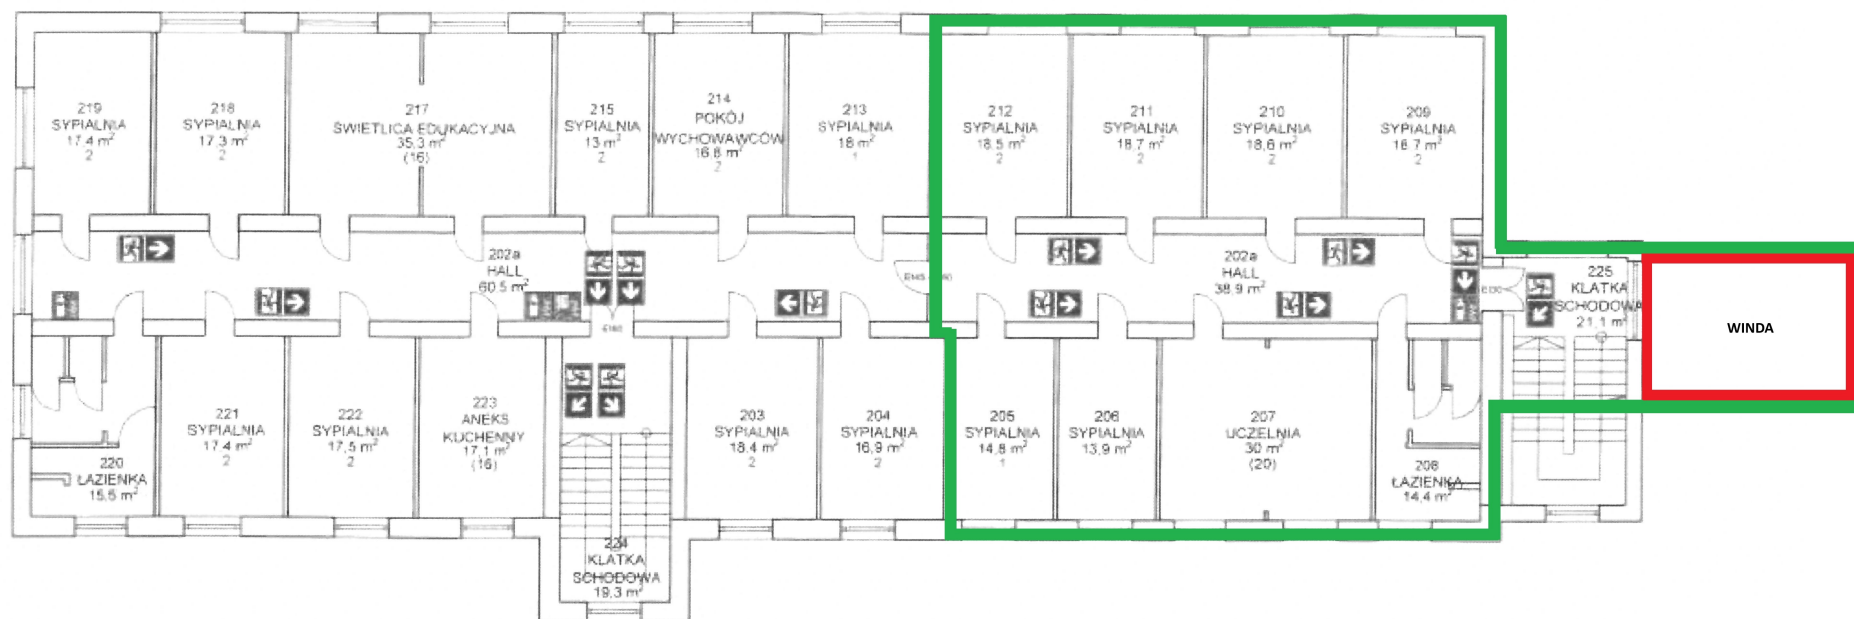 219
SYPIALNIA
17.4 m²
2
218
SYPIALNIA
17.3 m²
2
217
ŚWIETLICA EDUKACYJNA
35,3 m²
(16)
215
SYPIALNIA
13 m²
2
214
POKÓJ
WYCHOWAWCÓW
16.8 m²
2
213
SYPIALNIA
18 m²
1
212
SYPIALNIA
18.5 m²
2
211
SYPIALNIA
18.7 m²
2
210
SYPIALNIA
18,6 m²
2
209
SYPIALNIA
18.7 m²
2
202a
HALL
60.5 m²
202a
HALL
38,9 m²
225
KLATKA
SCHODOWA
21,1 m²
WINDA
220
ŁAZIENKA
15,5 m²
221
SYPIALNIA
17.4 m²
2
222
SYPIALNIA
17,5 m²
2
223
ANEKS
KUCHENNY
17,1 m²
(16)
203
SYPIALNIA
18.4 m²
2
204
SYPIALNIA
16,9 m²
2
205
SYPIALNIA
14,8 m²
1
206
SYPIALNIA
13,9 m²
207
UCZELNIA
30 m²
(20)
208
ŁAZIENKA
14,4 m²
224
KLATKA
SCHODOWA
19,3 m²